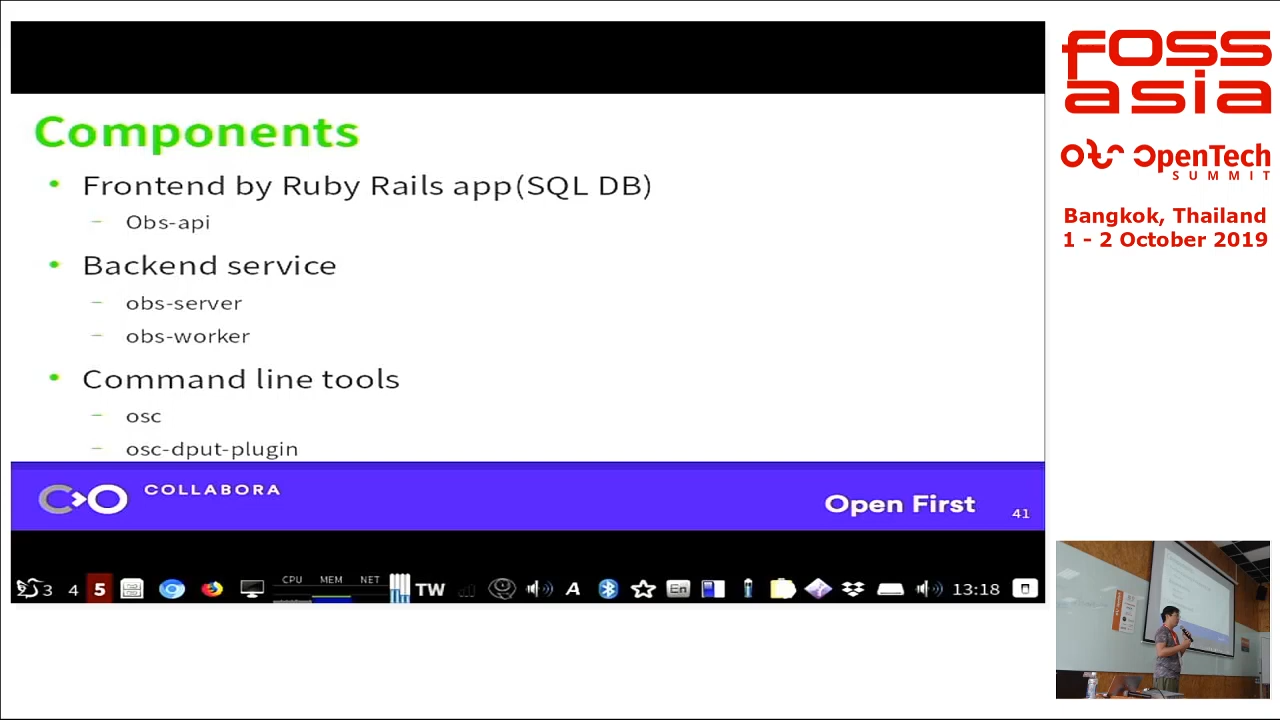 Components
Frontend by Ruby Rails app(SQL DB)
Obs-api
Backend service
obs-server
obs-worker
Command line tools
osc
osc-dput-plugin
COLLABORA
Open First
41
3 4 5 CPU MEM NET TW A En 13:18
foss
asia
OpenTech
SUMMIT
Bangkok, Thailand
1 - 2 October 2019